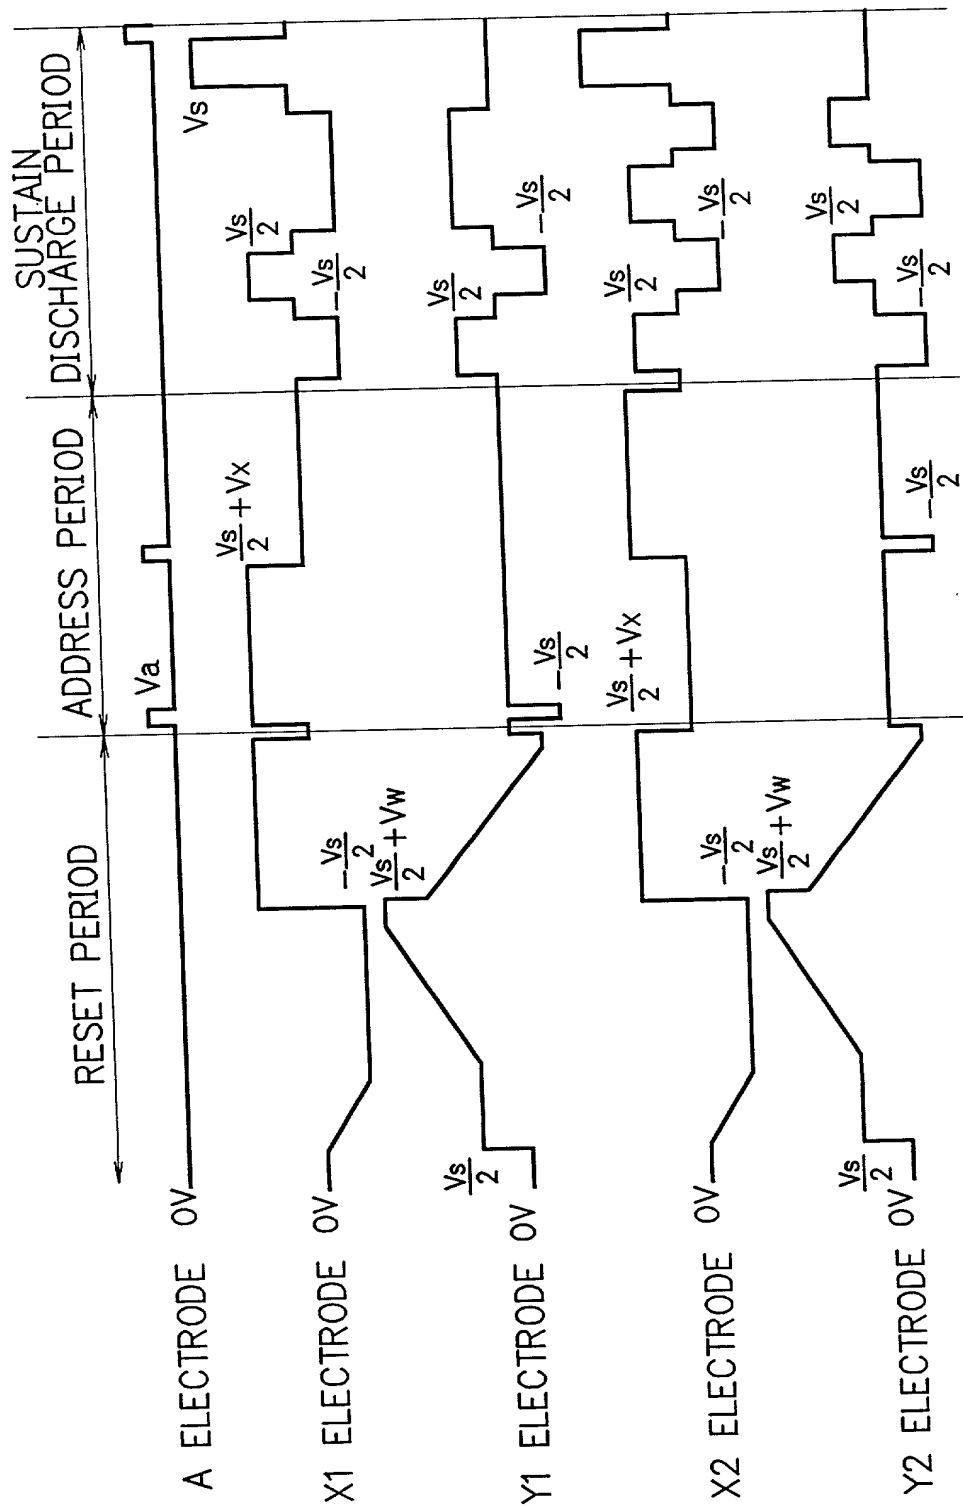 RESET PERIOD
ADDRESS PERIOD
SUSTAIN
DISCHARGE PERIOD
A ELECTRODE 0V
Va
X1 ELECTRODE 0V
-Vs/2
Vs/2+Vx
-Vs/2
Vs/2
Vs
Y1 ELECTRODE 0V
Vs/2
Vs/2+Vw
-Vs/2
Vs/2
-Vs/2
X2 ELECTRODE 0V
-Vs/2
Vs/2+Vx
Vs/2
-Vs/2
Y2 ELECTRODE 0V
Vs/2
Vs/2+Vw
-Vs/2
-Vs/2
Vs/2